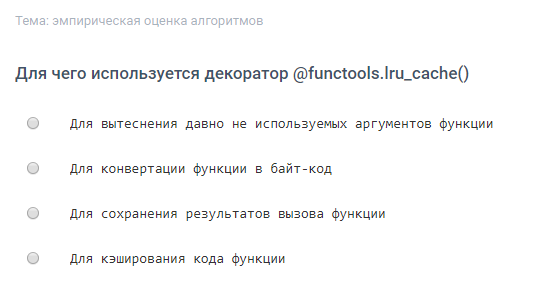 Тема: эмпирическая оценка алгоритмов
Для чего используется декоратор @functools.lru_cache()
Для вытеснения давно не используемых аргументов функции
Для конвертации функции в байт-код
Для сохранения результатов вызова функции
Для кэширования кода функции